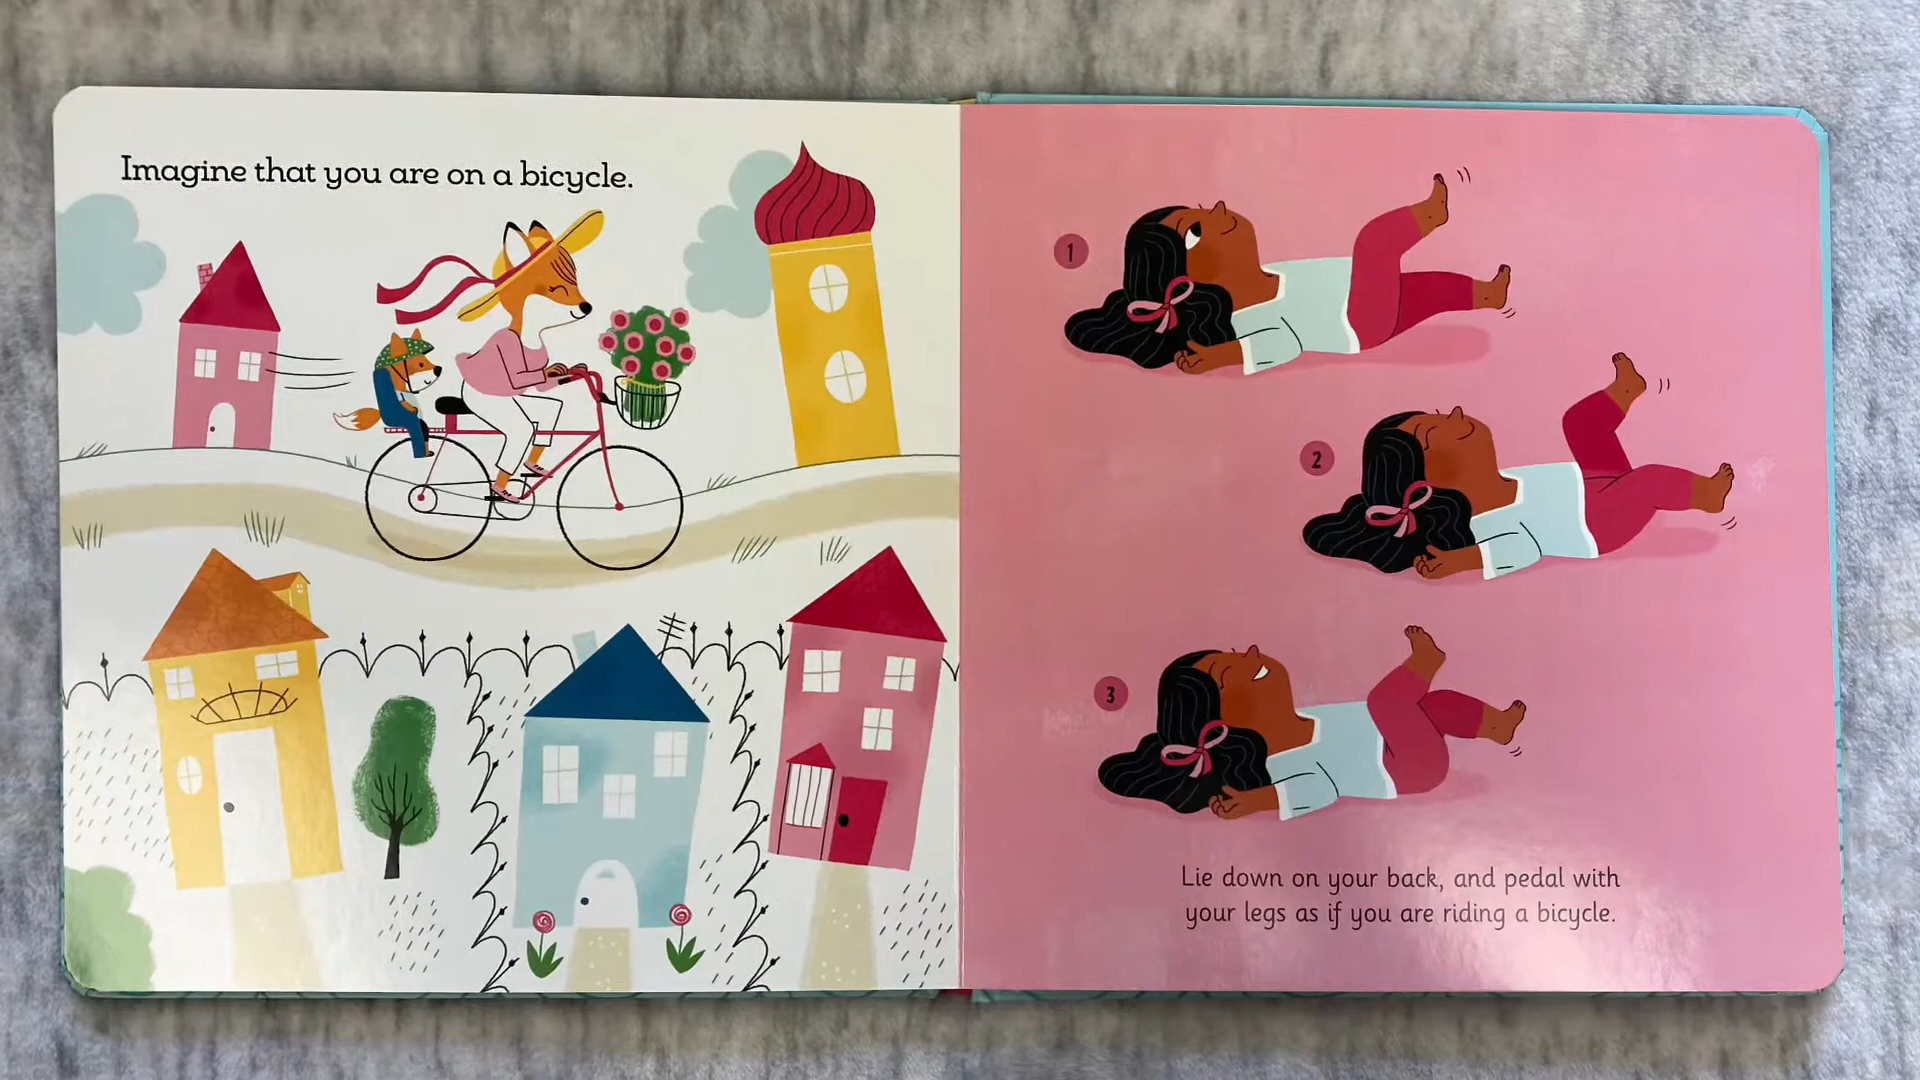 Imagine that you are on a bicycle.
1
2
3
Lie down on your back, and pedal with
your legs as if you are riding a bicycle.